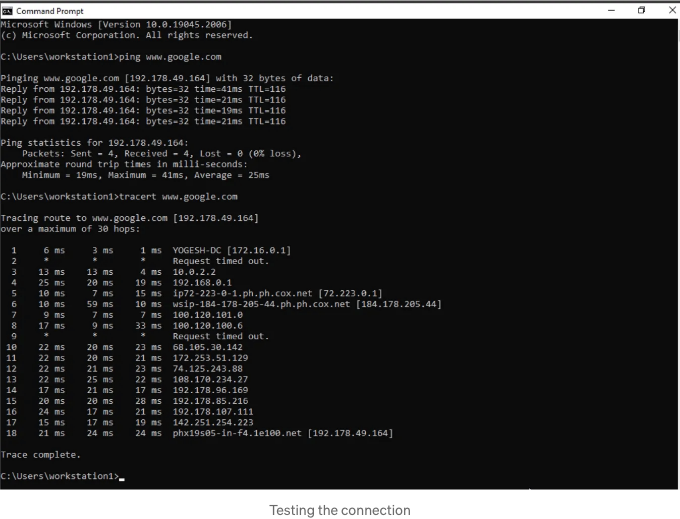 Command Prompt
Microsoft Windows [Version 10.0.19045.2006]
(c) Microsoft Corporation. All rights reserved.
C:\Users\workstation1>ping www.google.com
Pinging www.google.com [192.178.49.164] with 32 bytes of data:
Reply from 192.178.49.164: bytes=32 time=41ms TTL=116
Reply from 192.178.49.164: bytes=32 time=21ms TTL=116
Reply from 192.178.49.164: bytes=32 time=19ms TTL=116
Reply from 192.178.49.164: bytes=32 time=21ms TTL=116
Ping statistics for 192.178.49.164:
Packets: Sent = 4, Received = 4, Lost = 0 (0% loss),
Approximate round trip times in milli-seconds:
Minimum = 19ms, Maximum = 41ms, Average = 25ms
C:\Users\workstation1>tracert www.google.com
Tracing route to www.google.com [192.178.49.164]
over a maximum of 30 hops:
1 6 ms 3 ms 1 ms YOGESH-DC [172.16.0.1]
2 * * * Request timed out.
3 13 ms 13 ms 4 ms 10.0.2.2
4 25 ms 20 ms 19 ms 192.168.0.1
5 10 ms 7 ms 15 ms ip72-223-0-1.ph.ph.cox.net [72.223.0.1]
6 10 ms 59 ms 10 ms wsip-184-178-205-44.ph.ph.cox.net [184.178.205.44]
7 9 ms 7 ms 7 ms 100.120.101.0
8 17 ms 9 ms 33 ms 100.120.100.6
9 * * * Request timed out.
10 22 ms 20 ms 23 ms 68.105.30.142
11 22 ms 20 ms 21 ms 172.253.51.129
12 22 ms 21 ms 23 ms 74.125.243.88
13 22 ms 25 ms 22 ms 108.170.234.27
14 17 ms 21 ms 17 ms 192.178.96.169
15 20 ms 20 ms 28 ms 192.178.85.216
16 24 ms 17 ms 21 ms 192.178.107.111
17 15 ms 17 ms 19 ms 142.251.254.223
18 21 ms 24 ms 24 ms phx19s05-in-f4.1e100.net [192.178.49.164]
Trace complete.
C:\Users\workstation1>
Testing the connection